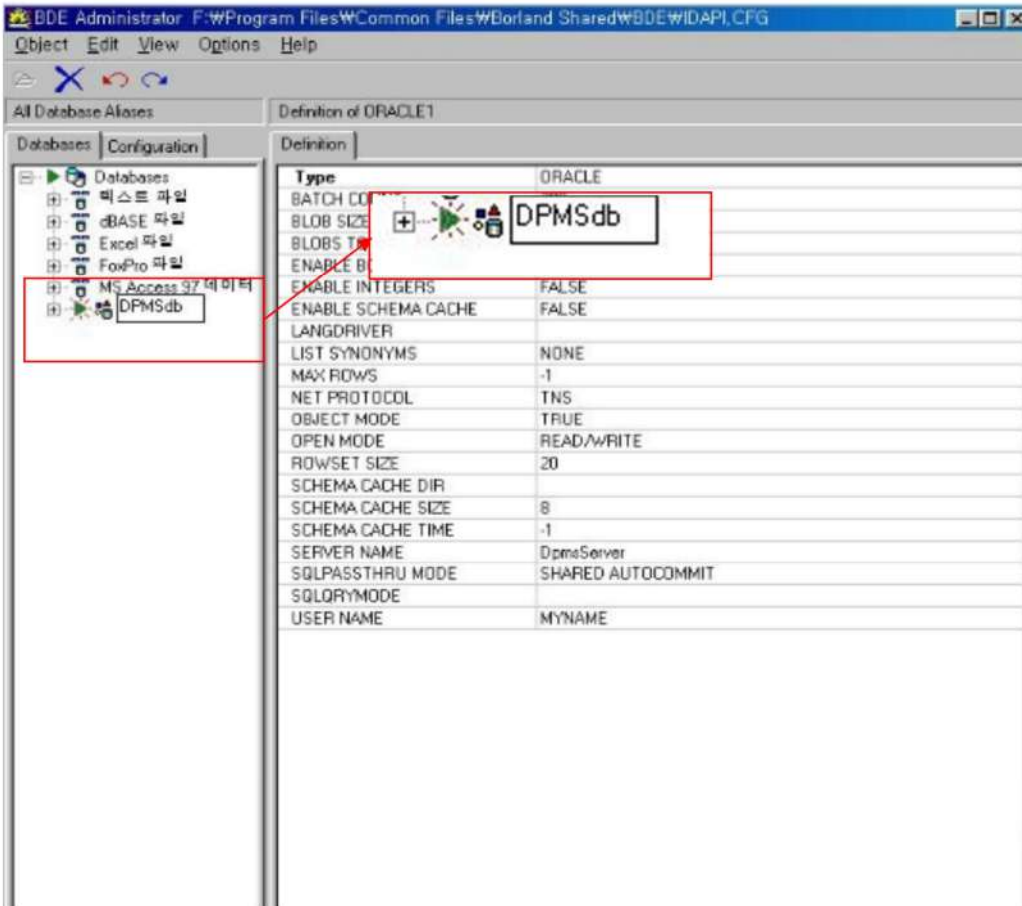 BDE Administrator F:₩Program Files₩Common Files₩Borland Shared₩BDE₩IDAPI.CFG
Object Edit View Options Help
All Database Aliases
Definition of ORACLE1
Databases Configuration
Definition
Databases
텍스트 파일
dBASE 파일
Excel 파일
FoxPro 파일
MS Access 97 데이터
DPMSdb
DPMSdb
Type ORACLE
BATCH
BLOB SIZE
BLOBS
ENABLE
ENABLE INTEGERS FALSE
ENABLE SCHEMA CACHE FALSE
LANGDRIVER
LIST SYNONYMS NONE
MAX ROWS -1
NET PROTOCOL TNS
OBJECT MODE TRUE
OPEN MODE READ/WRITE
ROWSET SIZE 20
SCHEMA CACHE DIR
SCHEMA CACHE SIZE 8
SCHEMA CACHE TIME -1
SERVER NAME DpmsServer
SQLPASSTHRU MODE SHARED AUTOCOMMIT
SQLQRYMODE
USER NAME MYNAME